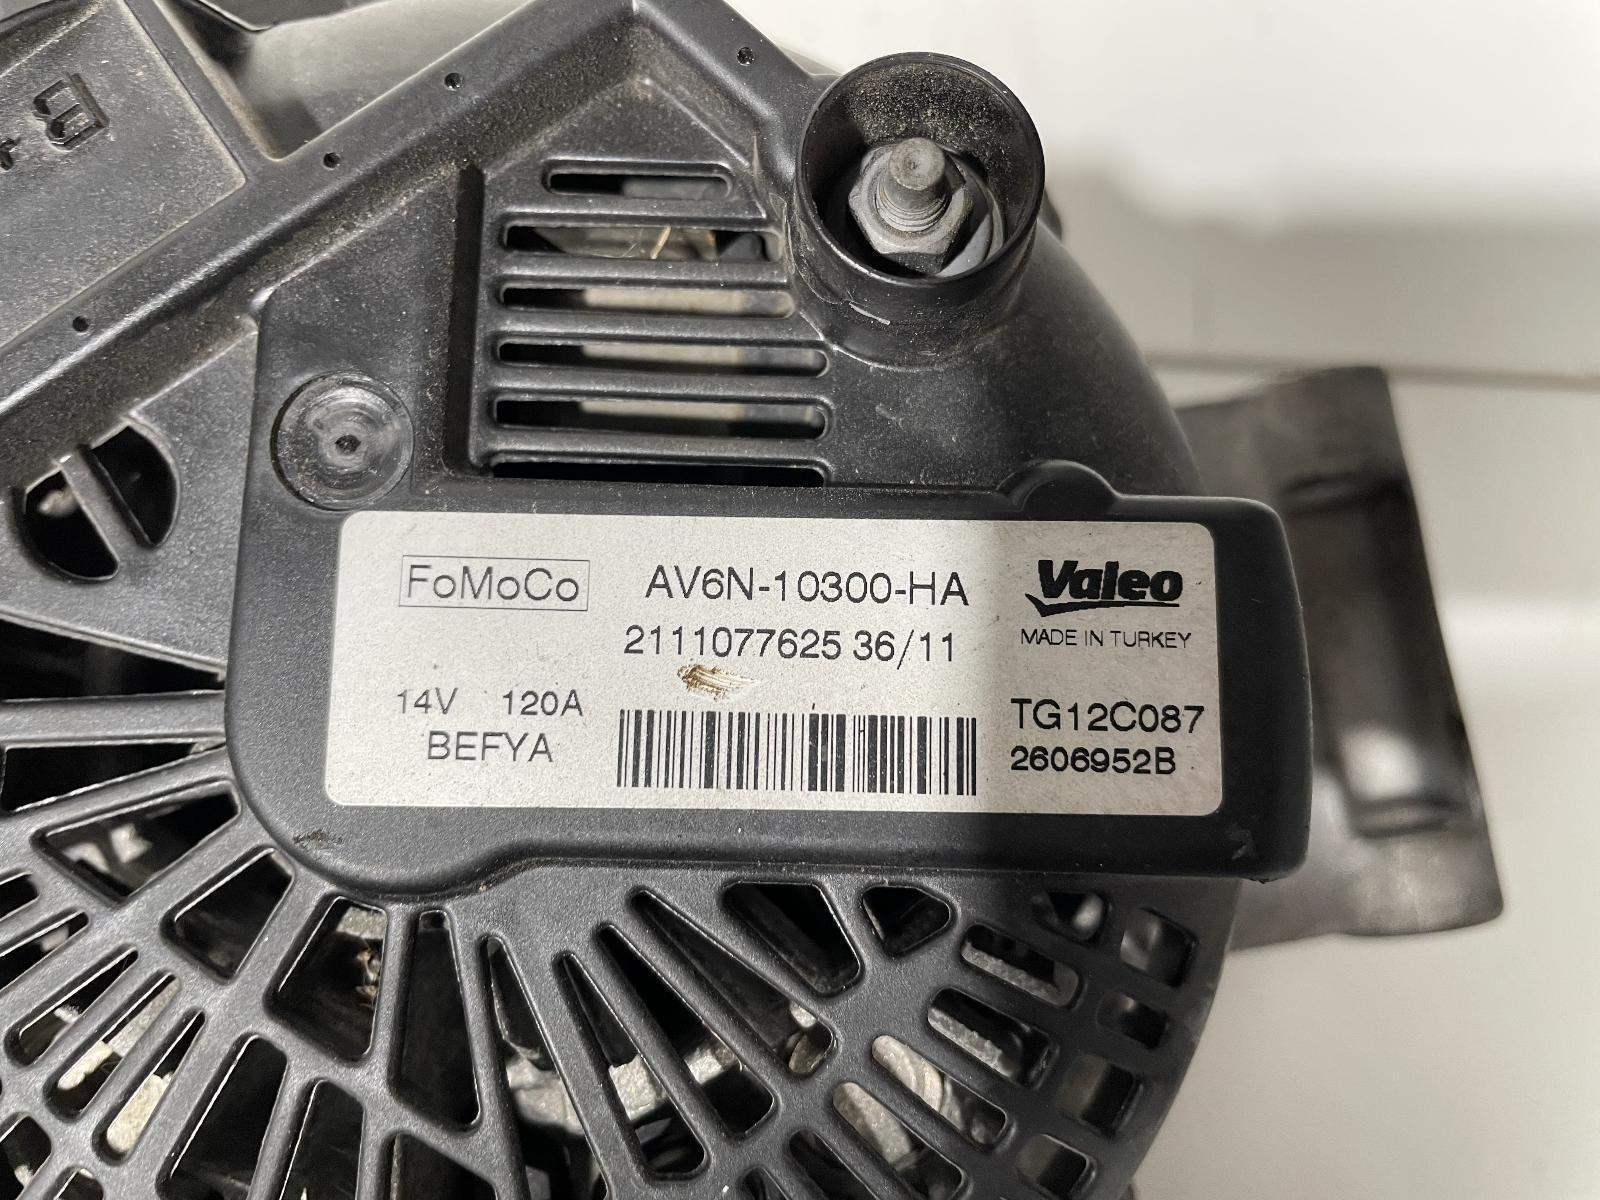 B
+
FoMoCo
AV6N-10300-HA
Valeo
2111077625 36/11
MADE IN TURKEY
14V 120A
BEFYA
TG12C087
2606952B